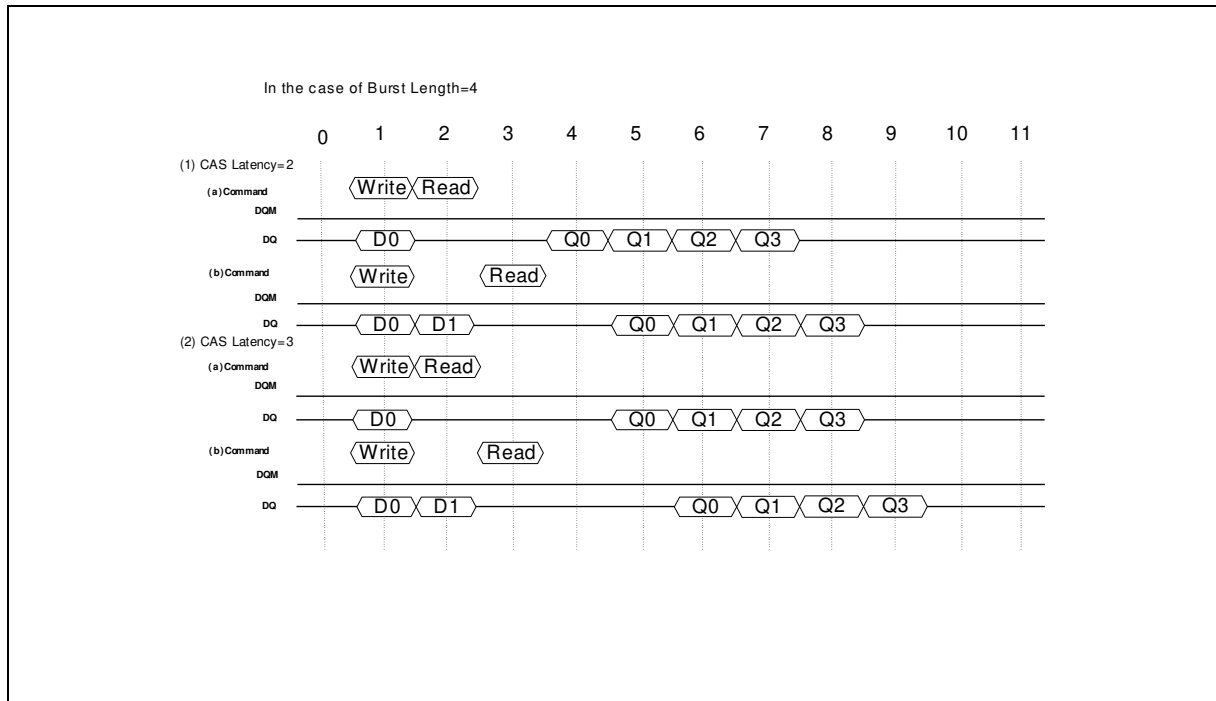 In the case of Burst Length=4
0 1 2 3 4 5 6 7 8 9 10 11
(1) CAS Latency=2
(a)Command Write Read
DQM
DQ D0 Q0 Q1 Q2 Q3
(b)Command Write Read
DQM
DQ D0 D1 Q0 Q1 Q2 Q3
(2) CAS Latency=3
(a)Command Write Read
DQM
DQ D0 Q0 Q1 Q2 Q3
(b)Command Write Read
DQM
DQ D0 D1 Q0 Q1 Q2 Q3